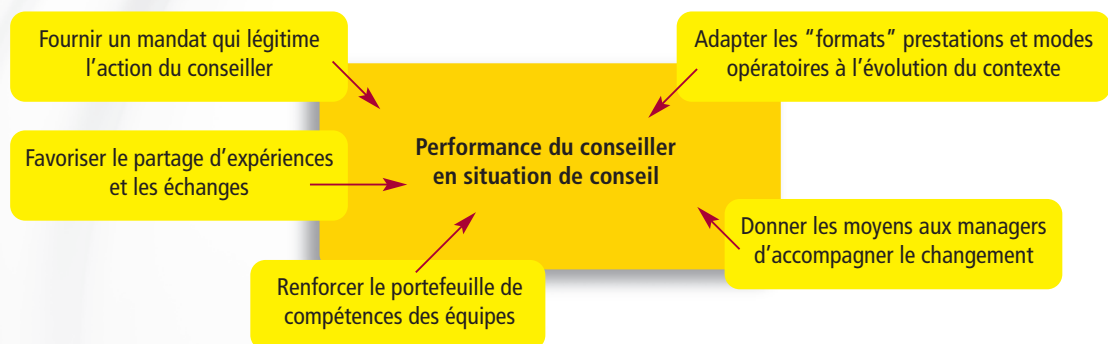 Fournir un mandat qui légitime
l’action du conseiller
Adapter les “formats” prestations et modes
opératoires à l’évolution du contexte
Performance du conseiller
en situation de conseil
Favoriser le partage d’expériences
et les échanges
Donner les moyens aux managers
d’accompagner le changement
Renforcer le portefeuille de
compétences des équipes